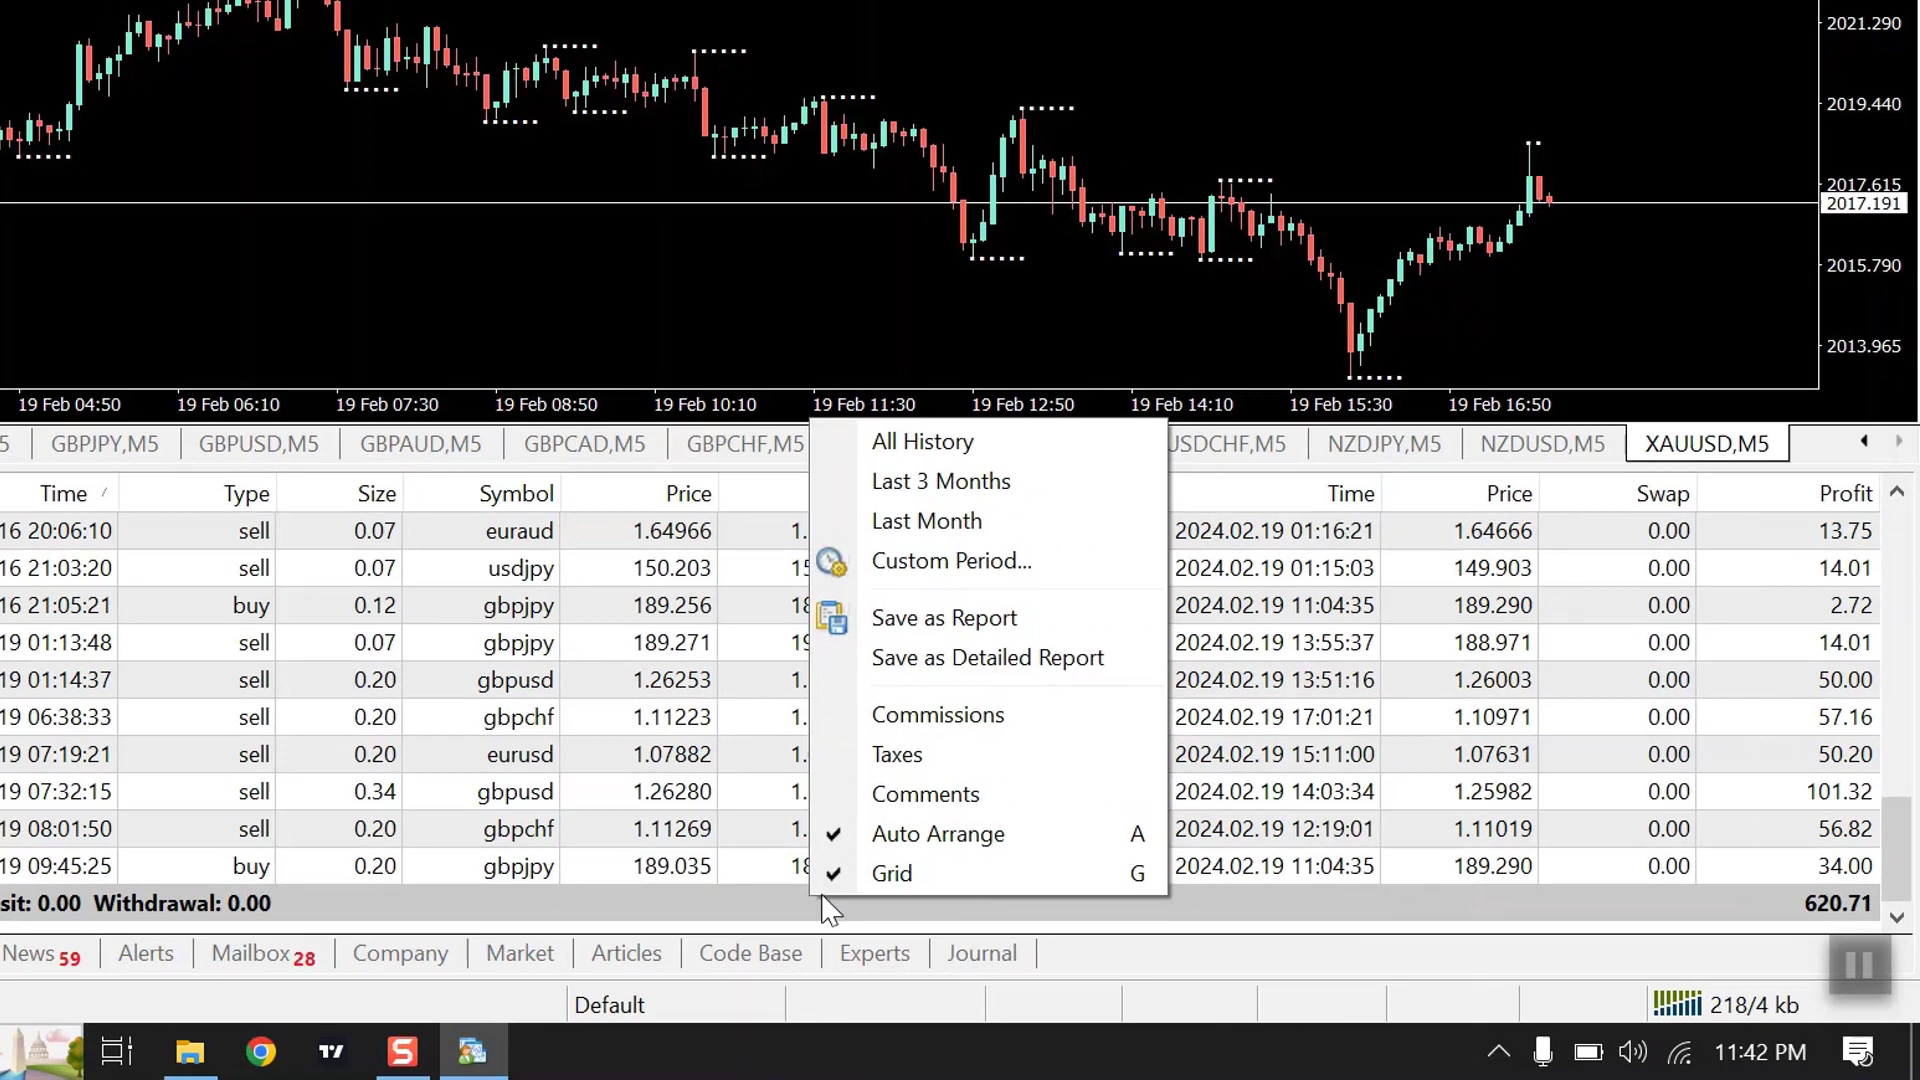 2021.290
2019.440
2017.615
2017.191
2015.790
2013.965
19 Feb 04:50 19 Feb 06:10 19 Feb 07:30 19 Feb 08:50 19 Feb 10:10 19 Feb 11:30 19 Feb 12:50 19 Feb 14:10 19 Feb 15:30 19 Feb 16:50
5 GBPJPY,M5 GBPUSD,M5 GBPAUD,M5 GBPCAD,M5 GBPCHF,M5 USDCHF,M5 NZDJPY,M5 NZDUSD,M5 XAUUSD,M5
Time / Type Size Symbol Price Time Price Swap Profit
16 20:06:10 sell 0.07 euraud 1.64966 1. 2024.02.19 01:16:21 1.64666 0.00 13.75
16 21:03:20 sell 0.07 usdjpy 150.203 15 2024.02.19 01:15:03 149.903 0.00 14.01
16 21:05:21 buy 0.12 gbpjpy 189.256 18 2024.02.19 11:04:35 189.290 0.00 2.72
19 01:13:48 sell 0.07 gbpjpy 189.271 19 2024.02.19 13:55:37 188.971 0.00 14.01
19 01:14:37 sell 0.20 gbpusd 1.26253 1. 2024.02.19 13:51:16 1.26003 0.00 50.00
19 06:38:33 sell 0.20 gbpchf 1.11223 1. 2024.02.19 17:01:21 1.10971 0.00 57.16
19 07:19:21 sell 0.20 eurusd 1.07882 1. 2024.02.19 15:11:00 1.07631 0.00 50.20
19 07:32:15 sell 0.34 gbpusd 1.26280 1. 2024.02.19 14:03:34 1.25982 0.00 101.32
19 08:01:50 sell 0.20 gbpchf 1.11269 1. 2024.02.19 12:19:01 1.11019 0.00 56.82
19 09:45:25 buy 0.20 gbpjpy 189.035 18 2024.02.19 11:04:35 189.290 0.00 34.00
sit: 0.00 Withdrawal: 0.00 620.71
All History
Last 3 Months
Last Month
Custom Period...
Save as Report
Save as Detailed Report
Commissions
Taxes
Comments
Auto Arrange A
Grid G
News 59 Alerts Mailbox 28 Company Market Articles Code Base Experts Journal
Default 218/4 kb
11:42 PM